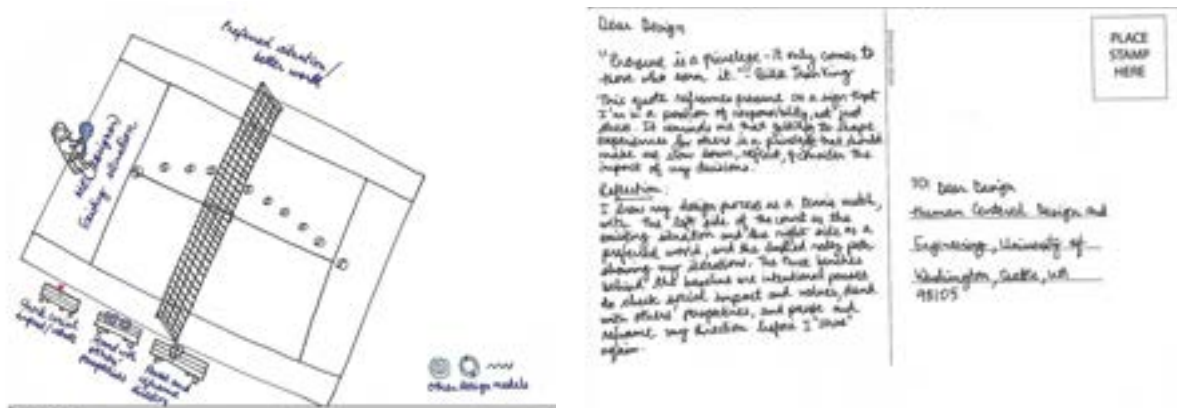 Preferred situation/
better world
Me (designer)
Existing situation
Check social
impact/values
Bend with
others'
perspectives
Pause and
reframe
direction
other design models
Dear Design
"Pressure is a privilege - it only comes to
those who earn it." - Billie Jean King
This quote reframes pressure as a sign that
I'm in a position of responsibility, not just
stress. It reminds me that getting to shape
experiences for others is a privilege that should
make me slow down, reflect, & consider the
impact of my decisions.
Reflection:
I drew my design process as a tennis match,
with the left side of the court as the
existing situation and the right side as a
preferred world, and the dashed rally path
showing my iterations. The three benches
behind the baseline are intentional pauses
to check social impact and values,
with others' perspectives, and pause and
reframe my direction before I "serve"
again.
PLACE
STAMP
HERE
TO: Dear Design
Human Centered Design and
Engineering, University of
Washington, Seattle, WA
98105